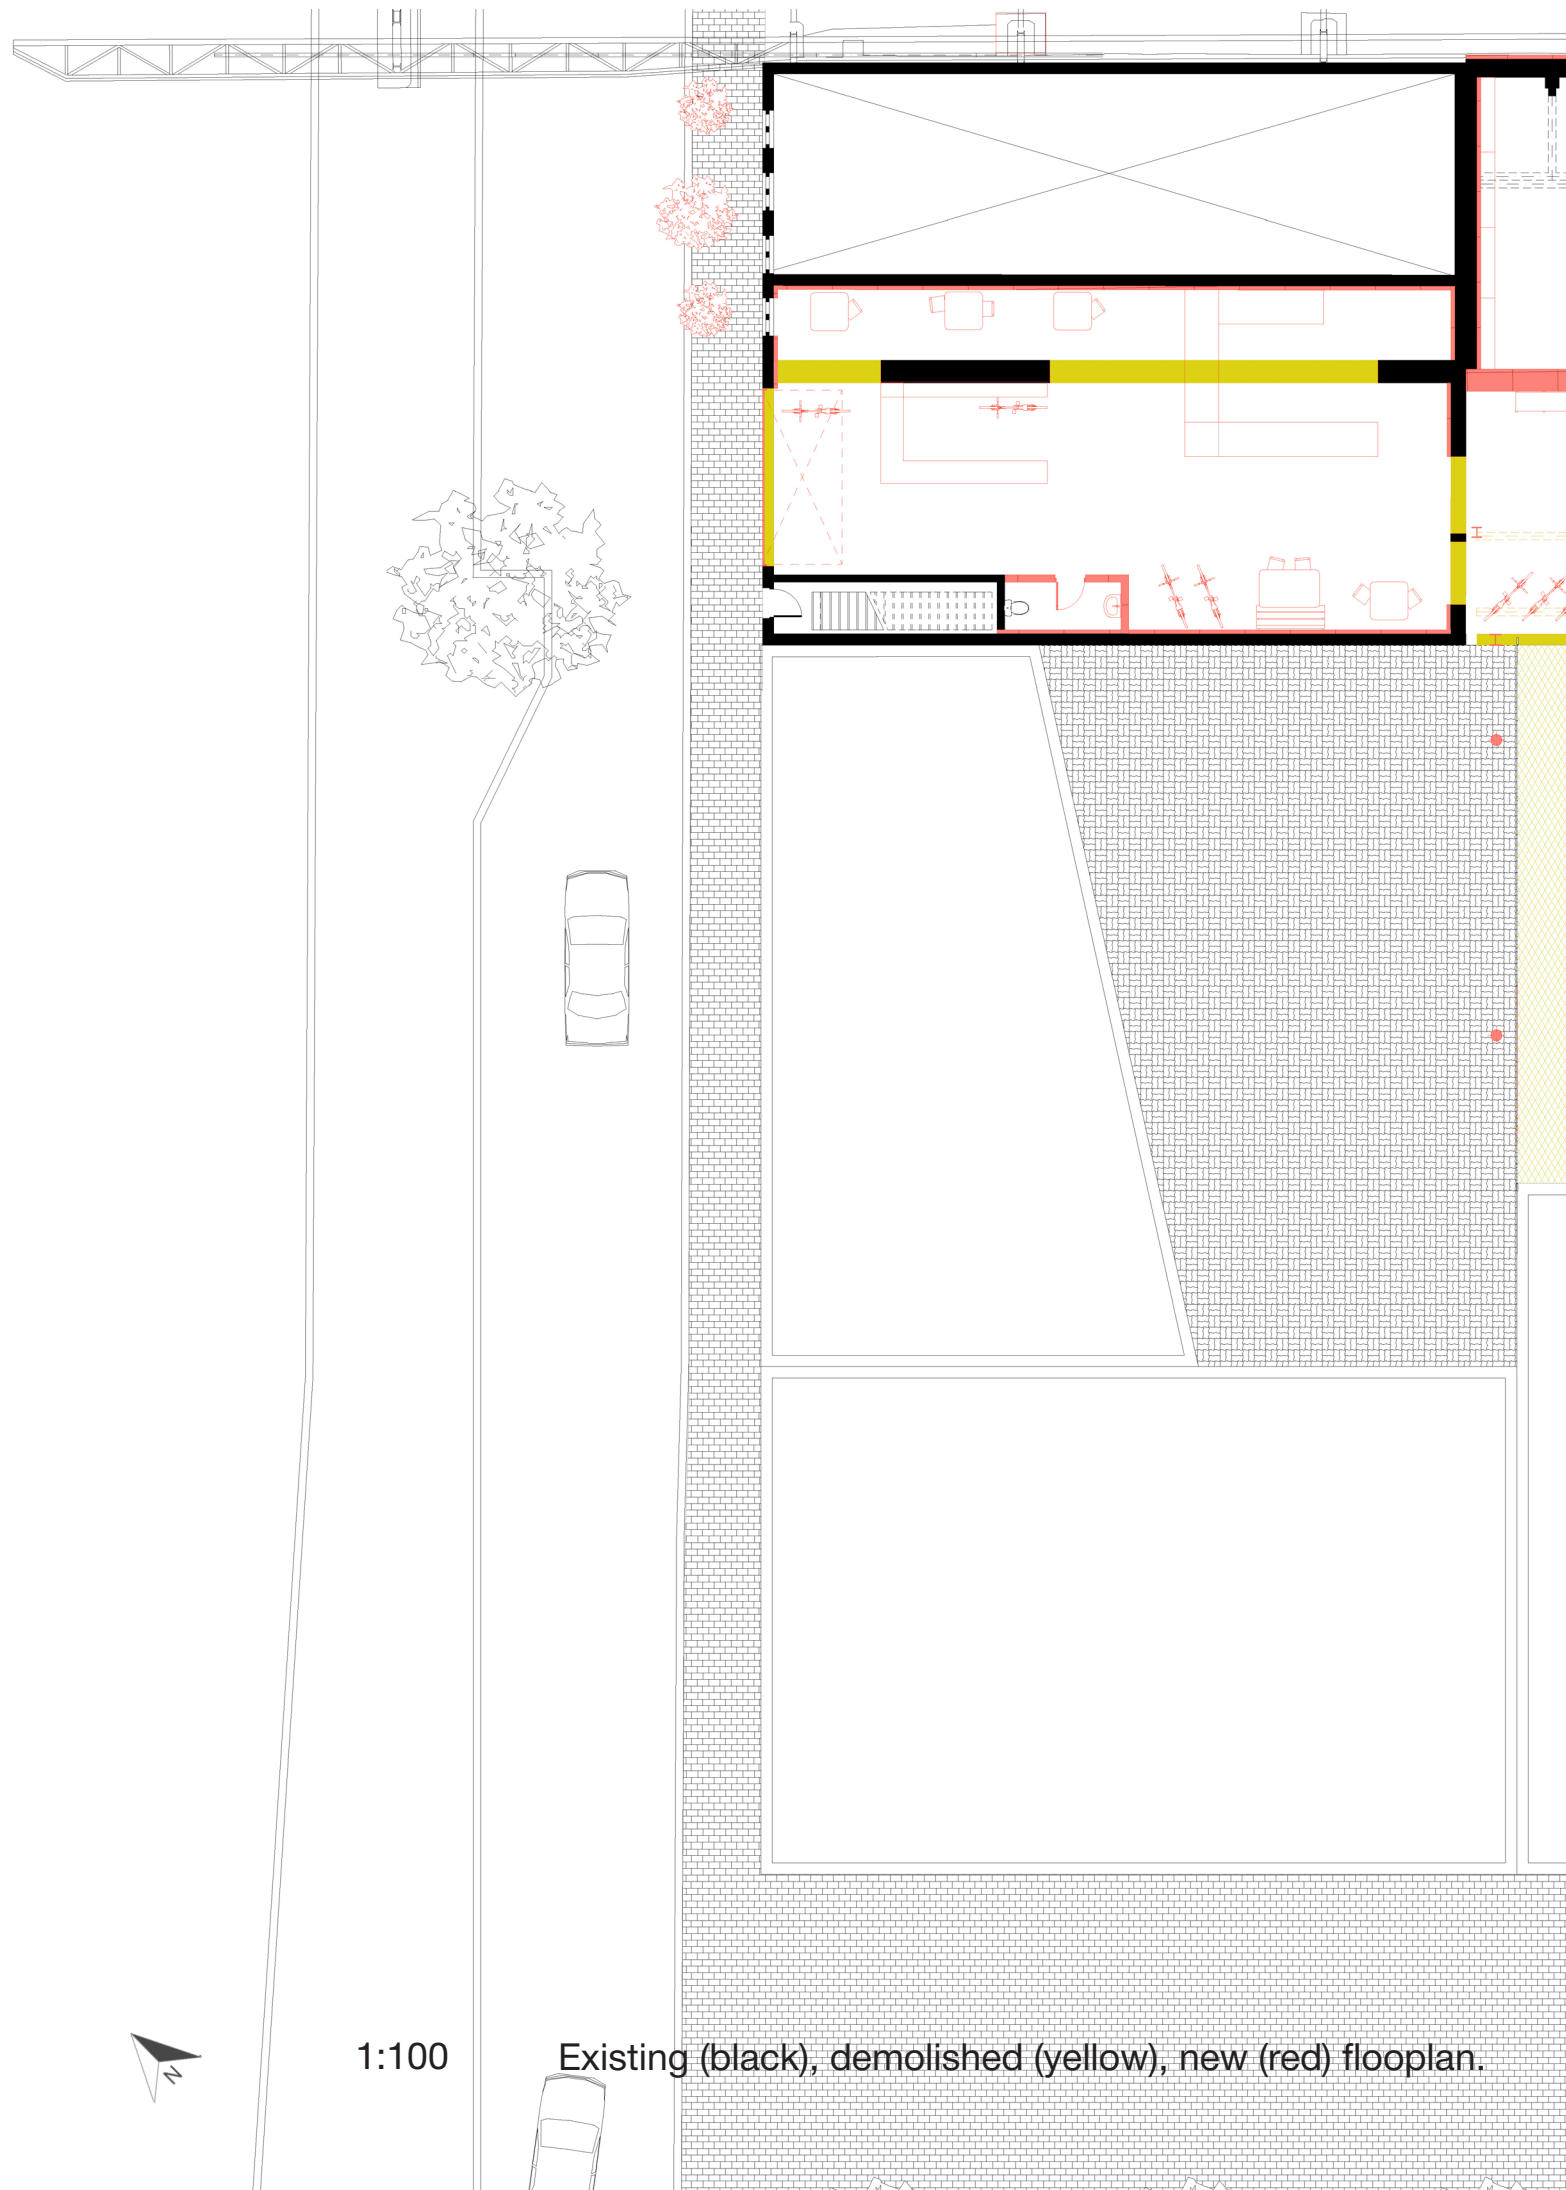 N
1:100 Existing (black), demolished (yellow), new (red) flooplan.